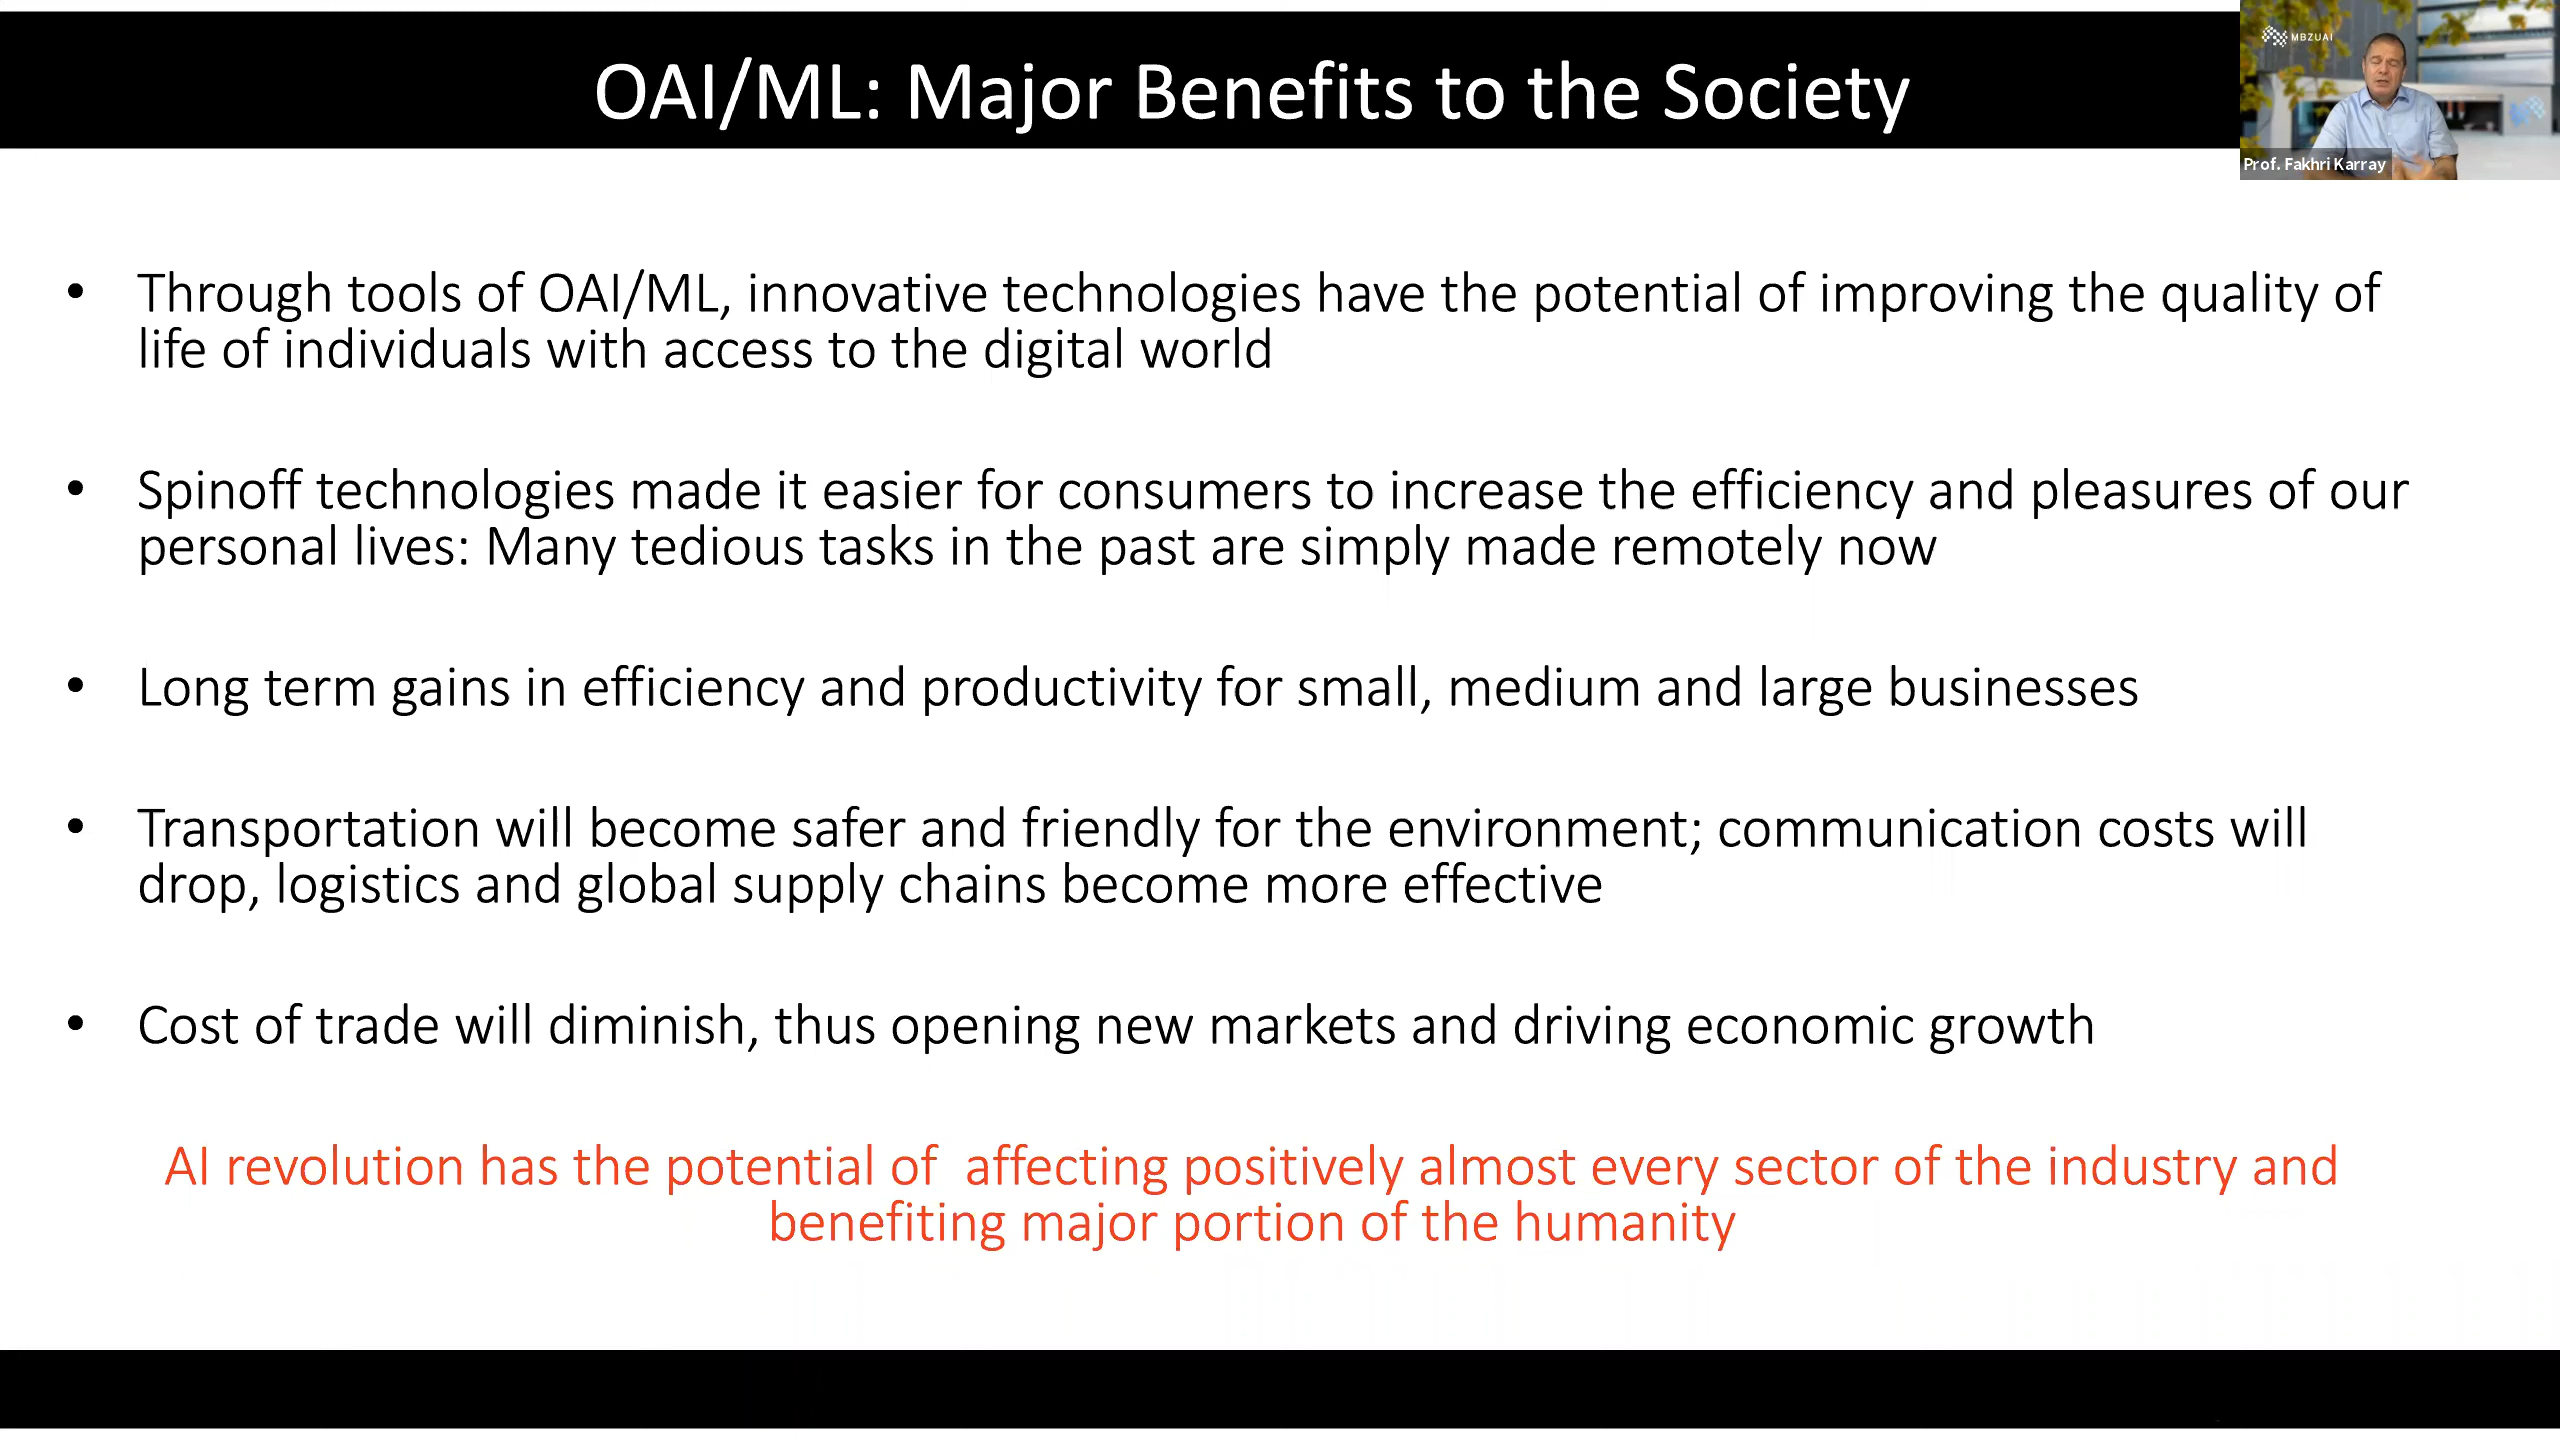 OAI/ML: Major Benefits to the Society
MBZUAI
Prof. Fakhri Karray
• Through tools of OAI/ML, innovative technologies have the potential of improving the quality of
life of individuals with access to the digital world
• Spinoff technologies made it easier for consumers to increase the efficiency and pleasures of our
personal lives: Many tedious tasks in the past are simply made remotely now
• Long term gains in efficiency and productivity for small, medium and large businesses
• Transportation will become safer and friendly for the environment; communication costs will
drop, logistics and global supply chains become more effective
• Cost of trade will diminish, thus opening new markets and driving economic growth
AI revolution has the potential of  affecting positively almost every sector of the industry and
benefiting major portion of the humanity